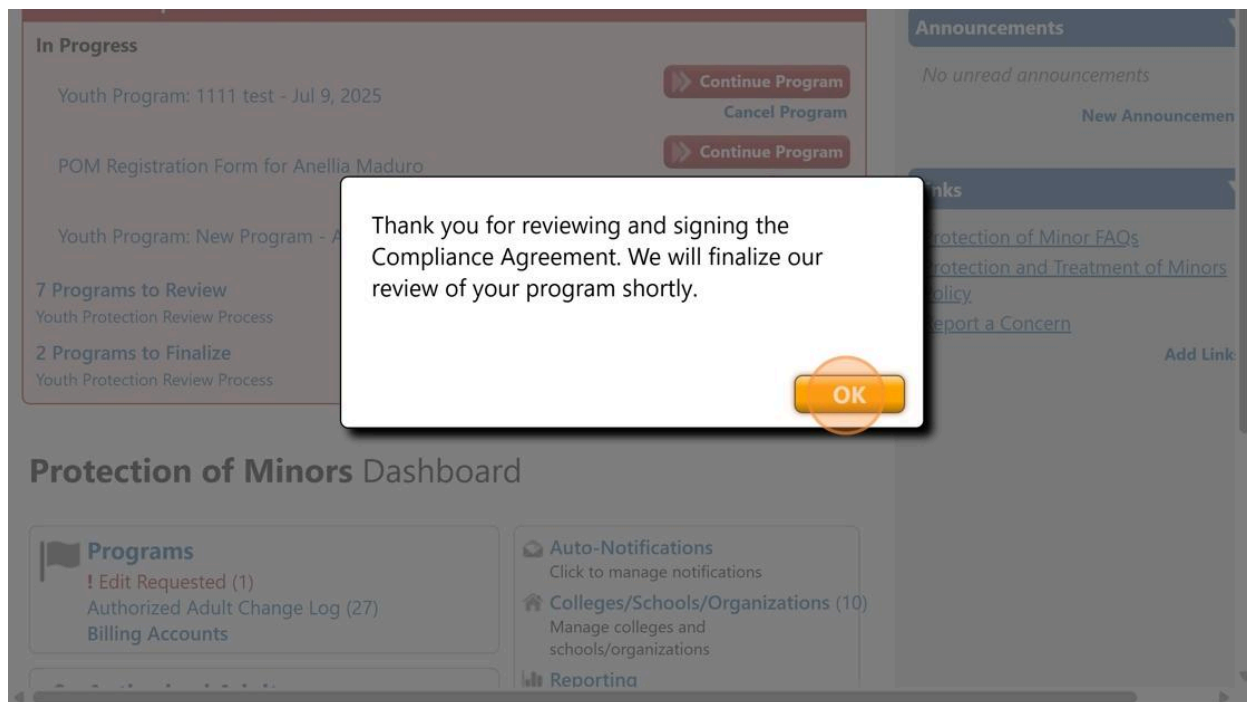 In Progress
Youth Program: 1111 test - Jul 9, 2025
Continue Program
Cancel Program
POM Registration Form for Anellia Maduro
Continue Program
Youth Program: New Program - A
7 Programs to Review
Youth Protection Review Process
2 Programs to Finalize
Youth Protection Review Process
Thank you for reviewing and signing the
Compliance Agreement. We will finalize our
review of your program shortly.
OK
Announcements
No unread announcements
New Announcemen
nks
rotection of Minor FAQs
rotection and Treatment of Minors
olicy
eport a Concern
Add Link
Protection of Minors Dashboard
Programs
! Edit Requested (1)
Authorized Adult Change Log (27)
Billing Accounts
Auto-Notifications
Click to manage notifications
Colleges/Schools/Organizations (10)
Manage colleges and
schools/organizations
Reporting